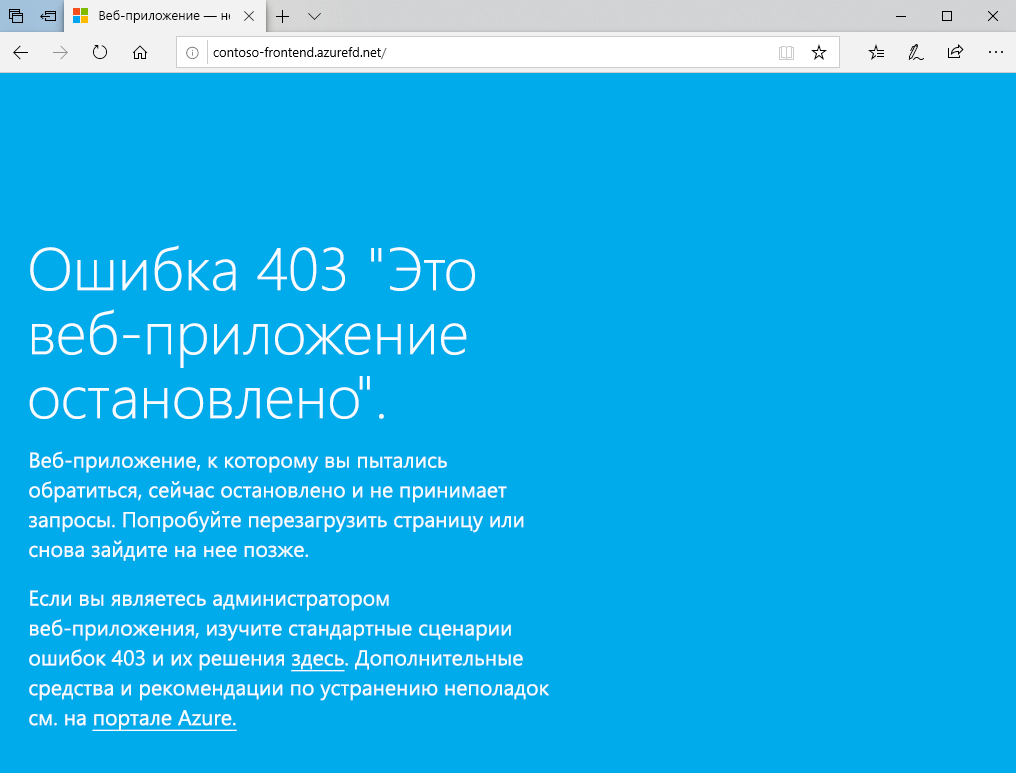 Веб-приложение — не
contoso-frontend.azurefd.net/
Ошибка 403 "Это
веб-приложение
остановлено".
Веб-приложение, к которому вы пытались
обратиться, сейчас остановлено и не принимает
запросы. Попробуйте перезагрузить страницу или
снова зайдите на нее позже.
Если вы являетесь администратором
веб-приложения, изучите стандартные сценарии
ошибок 403 и их решения здесь. Дополнительные
средства и рекомендации по устранению неполадок
см. на портале Azure.